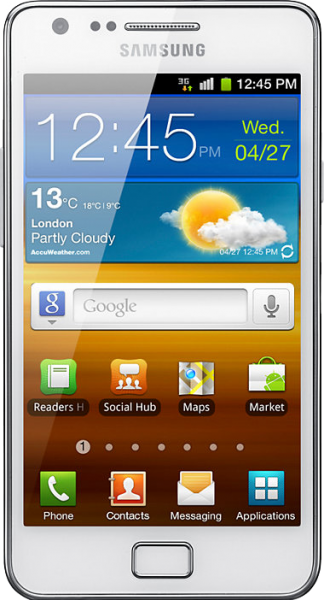 SAMSUNG
3G 12:45 PM
12:45 PM
Wed.
04/27
13°C 18°C | 9°C
London
Partly Cloudy
AccuWeather.com 04/27 12:45 PM
g Google
Readers H Social Hub Maps Market
1
Phone Contacts Messaging Applications